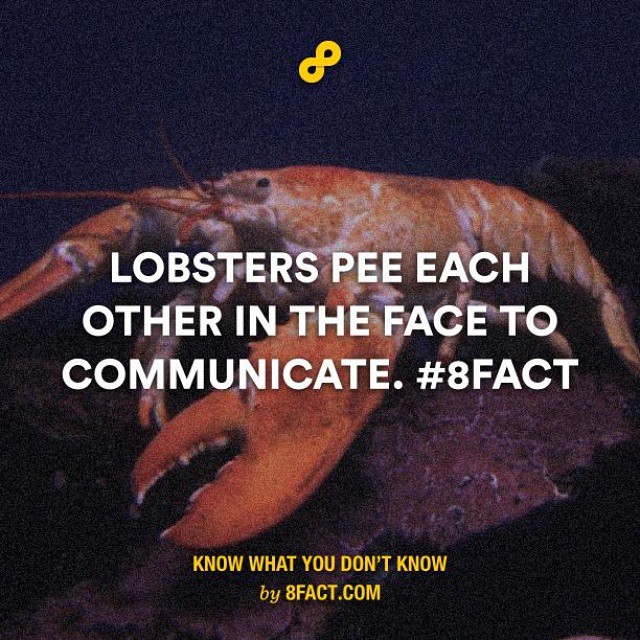 LOBSTERS PEE EACH
OTHER IN THE FACE TO
COMMUNICATE. #8FACT
KNOW WHAT YOU DON'T KNOW
by 8FACT.COM